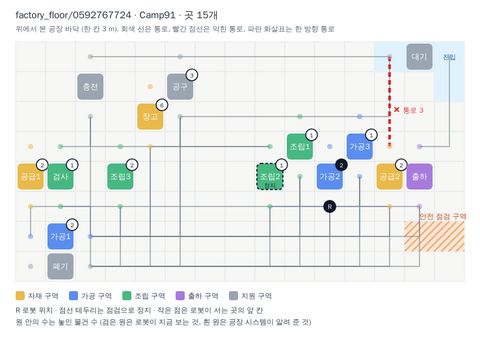 factory_floor/0592767724 · Camp91 · 곳 15개
위에서 본 공장 바닥 (한 칸 3 m). 회색 선은 통로, 빨간 점선은 막힌 통로, 파란 화살표는 한 방향 통로
대기
충전
공구
3
창고
6
✖ 통로 3
조립1
1
가공3
1
공급1
2
검사
1
조립3
2
조립2
1
가공2
2
공급2
2
출하
R
안전 점검 구역
가공1
2
폐기
자재 구역
가공 구역
조립 구역
출하 구역
지원 구역
R 로봇 위치 · 점선 테두리는 점검으로 정지 · 작은 점은 로봇이 서는 곳의 앞 칸
원 안의 수는 놓인 물건 수 (검은 원은 로봇이 지금 보는 것, 흰 원은 공장 시스템이 알려 준 것)